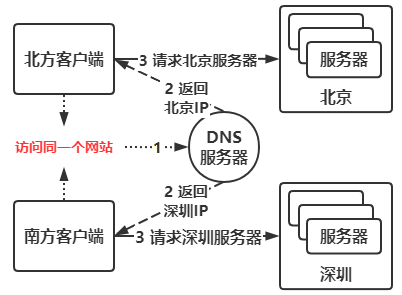 北方客户端
3 请求北京服务器
服务器
北京
2 返回
北京IP
访问同一个网站
1
DNS
服务器
2 返回
深圳IP
南方客户端
3 请求深圳服务器
服务器
深圳